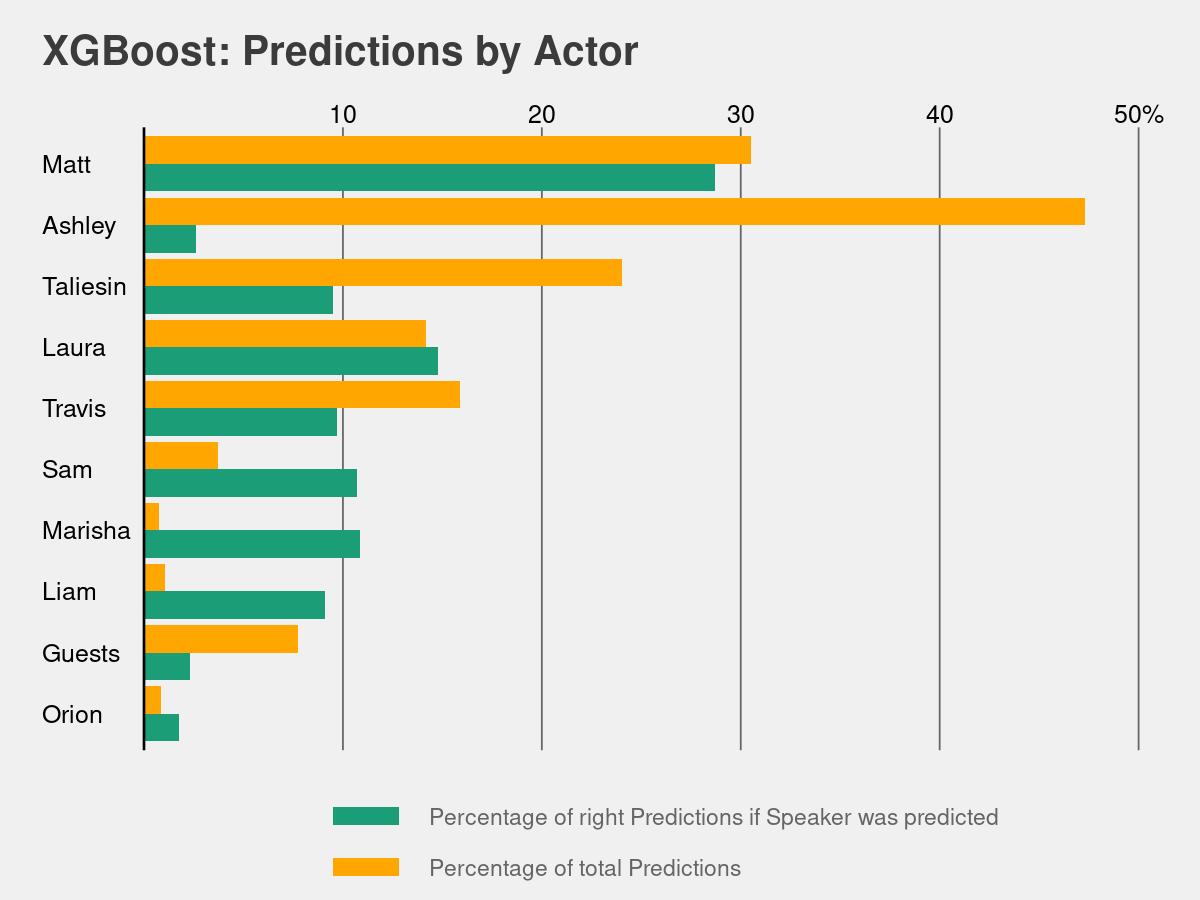 XGBoost: Predictions by Actor
10 20 30 40 50%
Matt
Ashley
Taliesin
Laura
Travis
Sam
Marisha
Liam
Guests
Orion
Percentage of right Predictions if Speaker was predicted
Percentage of total Predictions